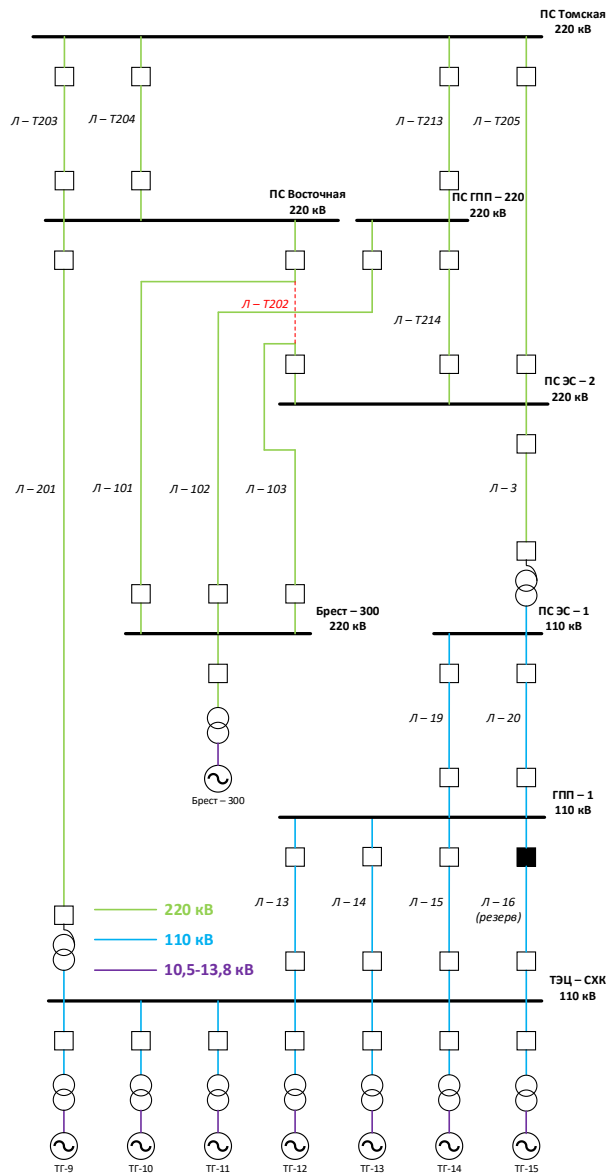 ПС Томская
220 кВ
Л – Т203
Л – Т204
Л – Т213
Л – Т205
ПС Восточная
220 кВ
ПС ГПП – 220
220 кВ
Л – Т202
Л – Т214
ПС ЭС – 2
220 кВ
Л – 201
Л – 101
Л – 102
Л – 103
Л – 3
Брест – 300
220 кВ
ПС ЭС – 1
110 кВ
Л – 19
Л – 20
Брест – 300
ГПП – 1
110 кВ
Л – 13
Л – 14
Л – 15
Л – 16
(резерв)
220 кВ
110 кВ
10,5-13,8 кВ
ТЭЦ – СХК
110 кВ
ТГ-9
ТГ-10
ТГ-11
ТГ-12
ТГ-13
ТГ-14
ТГ-15